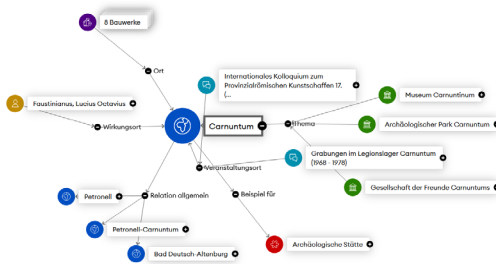 8 Bauwerke
Ort
Internationales Kolloquium zum
Provinzialrömischen Kunstschaffen 17.
(...
Museum Carnuntinum
Faustinianus, Lucius Octavius
Wirkungsort
Carnuntum
Thema
Archäologischer Park Carnuntum
Grabungen im Legionslager Carnuntum
(1968 - 1978)
Veranstaltungsort
Gesellschaft der Freunde Carnuntums
Petronell
Relation allgemein
Beispiel für
Petronell-Carnuntum
Bad Deutsch-Altenburg
Archäologische Stätte